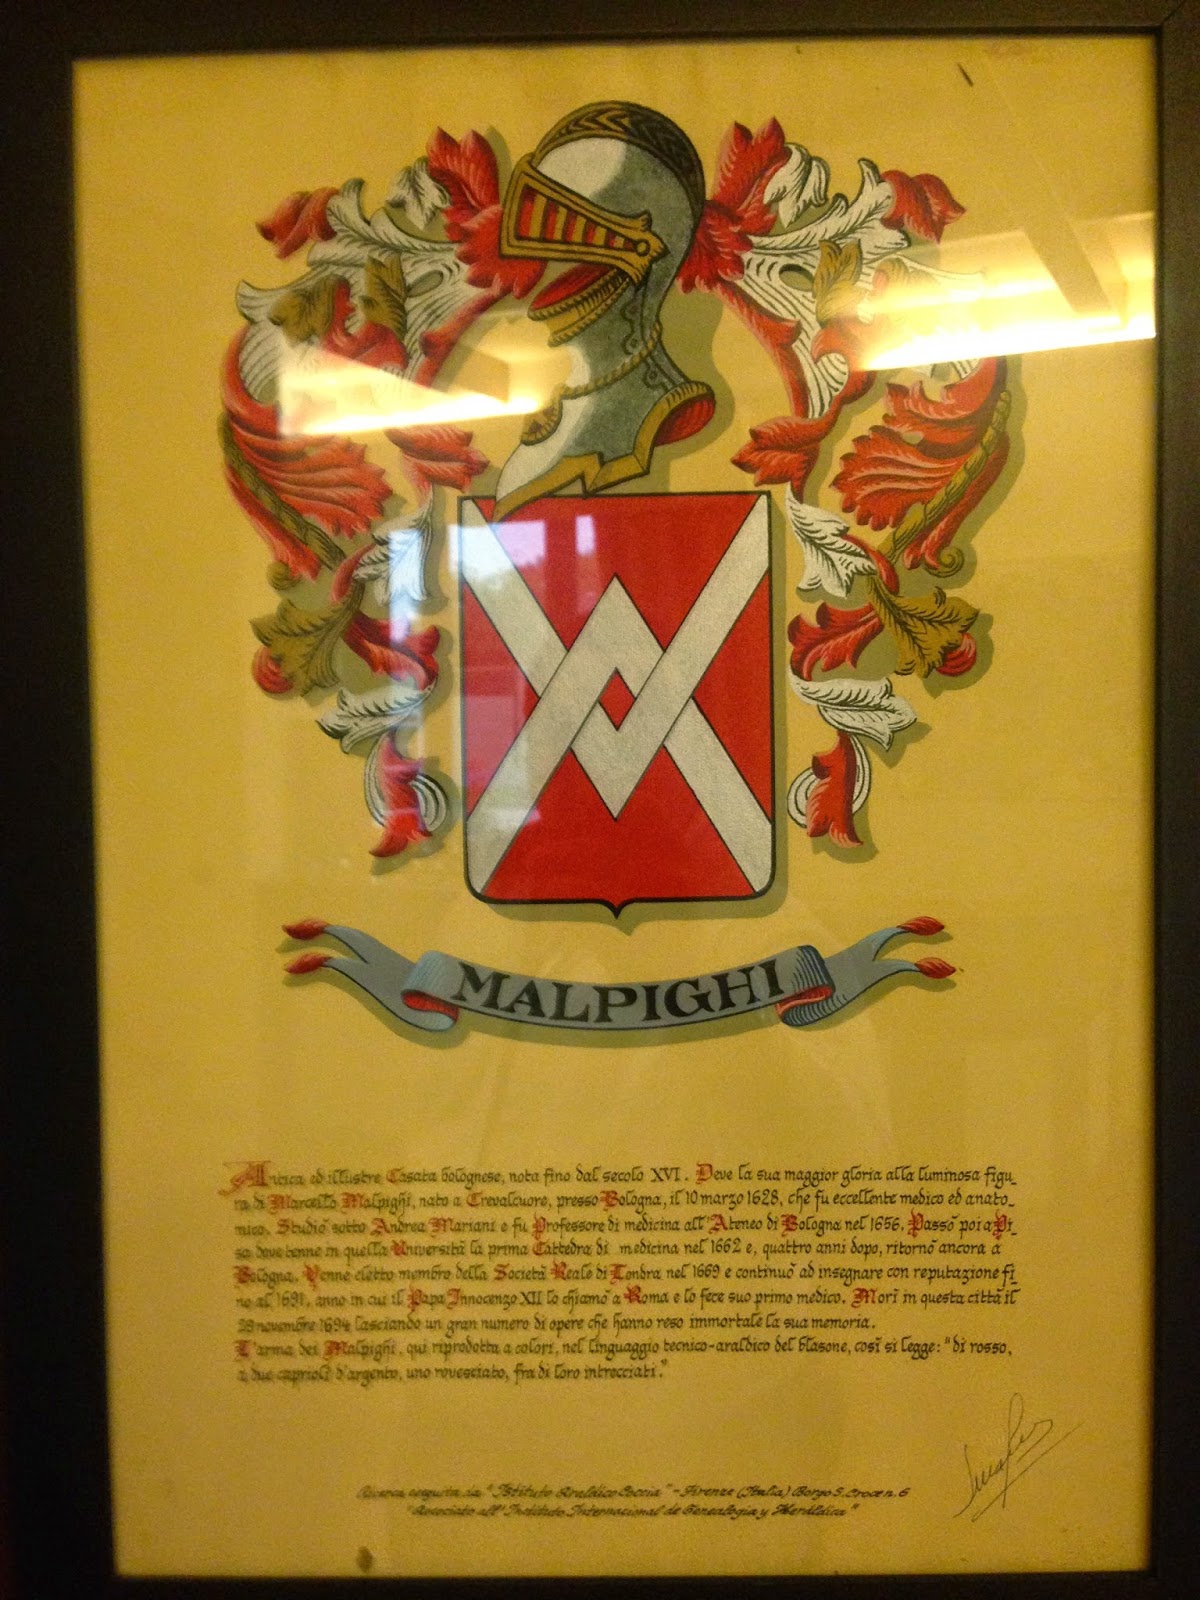 MALPIGHI
Antica ed illustre Casata bolognese, nota fino dal secolo XVI. Deve la sua maggior gloria alla luminosa figu-
ra di Marcello Malpighi, nato a Crevalcuore, presso Bologna, il 10 marzo 1628, che fu eccellente medico ed anato-
mico. Studiò sotto Andrea Mariani e fu Professore di medicina all'Ateneo di Bologna nel 1656. Passò poi a Pi-
sa dove tenne in quella Università la prima Cattedra di medicina nel 1662 e, quattro anni dopo, ritornò ancora a
Bologna. Venne eletto membro della Società Reale di Londra nel 1669 e continuò ad insegnare con reputazione fi-
no al 1691, anno in cui il Papa Innocenzo XII lo chiamò a Roma e lo fece suo primo medico. Morì in questa città il
29 novembre 1694 lasciando un gran numero di opere che hanno reso immortale la sua memoria.
L'arma dei Malpighi, qui riprodotta a colori, nel linguaggio tecnico-araldico del blasone, così si legge: "di rosso,
a due caprioli d'argento, uno rovesciato, fra di loro intrecciati."
Ricerca eseguita da "Istituto Araldico Coccia" - Firenze (Italia) Borgo S. Croce n. 6
"Associato all'Instituto Internacional de Genealogia y Heráldica"